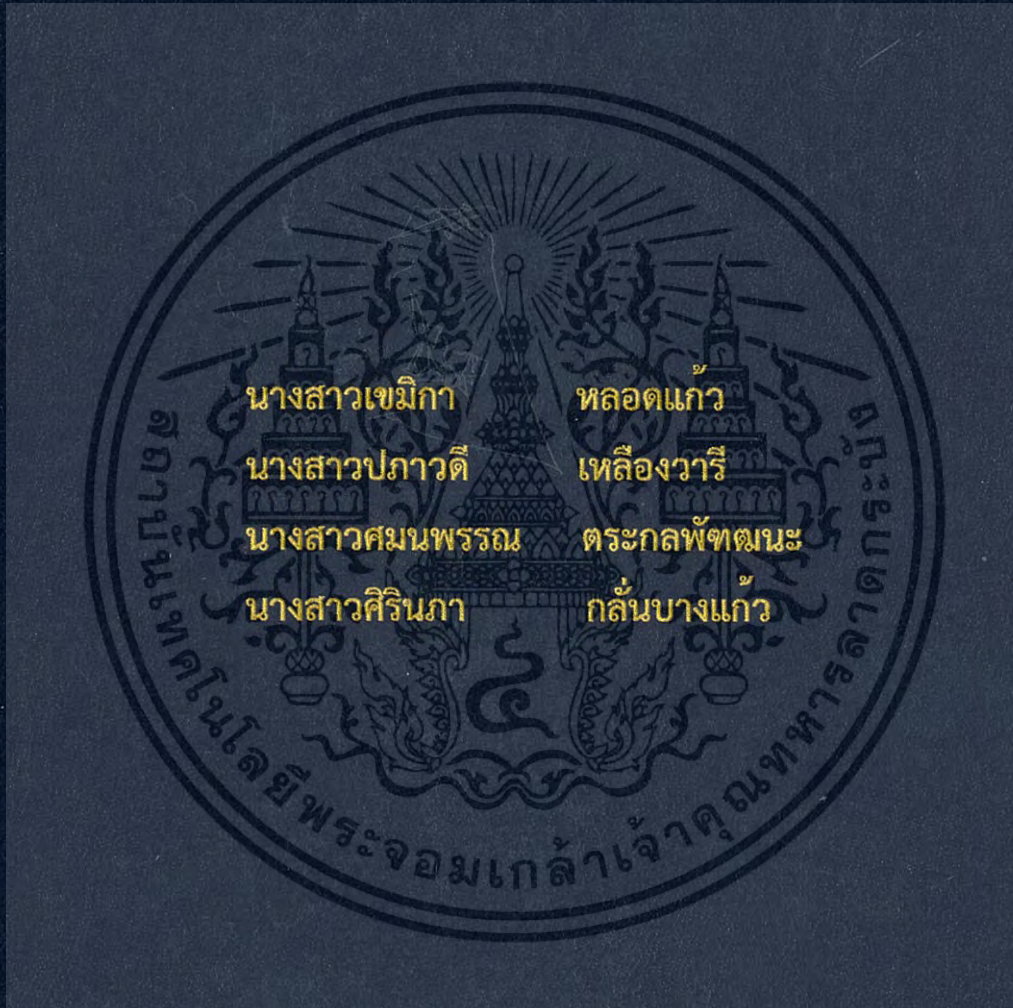 นางสาวเขมิกา หลอดแก้ว
นางสาวปภาวดี เหลืองวารี
นางสาวศมนพรรณ ตระกลพัฑฒนะ
นางสาวศิรินภา กลั่นบางแก้ว
๔
สถาบันเทคโนโลยีพระจอมเกล้าเจ้าคุณทหารลาดกระบัง